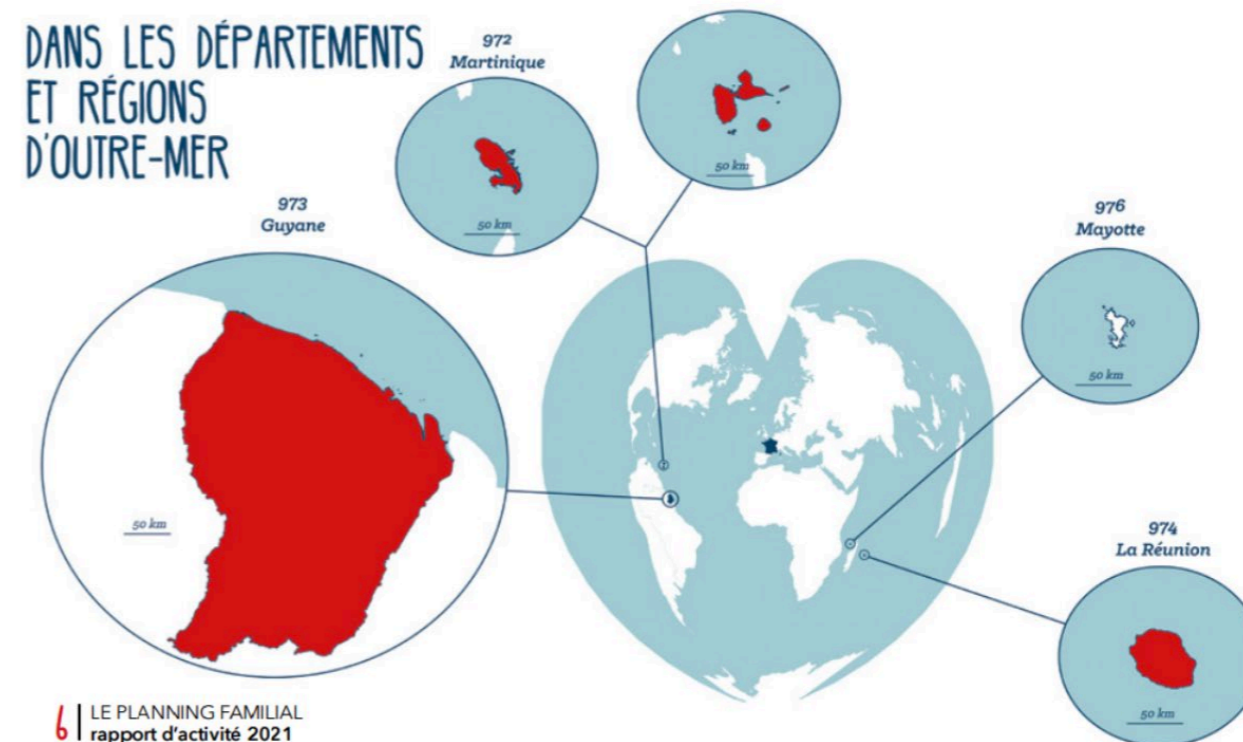 DANS LES DÉPARTEMENTS
ET RÉGIONS
D'OUTRE-MER
972
Martinique
50 km
50 km
973
Guyane
50 km
976
Mayotte
50 km
974
La Réunion
50 km
6 | LE PLANNING FAMILIAL
rapport d'activité 2021